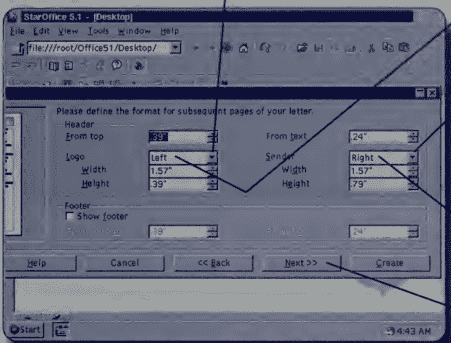 StarOffice 5.1 - [Desktop]
File Edit View Tools Window Help
file:///root/Office51/Desktop/
Please define the format for subsequent pages of your letter.
Header
From top .39" From text .24"
Logo Left Sender Right
Width 1.57" Width 1.57"
Height .39" Height .79"
Footer
Show footer
.39" .24"
Help Cancel << Back Next >> Create
Start 4:43 AM